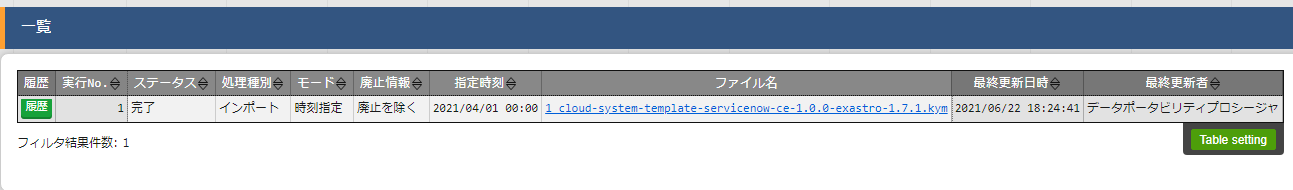 一覧
履歴 実行No. ステータス 処理種別 モード 廃止情報 指定時刻 ファイル名 最終更新日時 最終更新者
履歴 1 完了 インポート 時刻指定 廃止を除く 2021/04/01 00:00 1_cloud-system-template-servicenow-ce-1.0.0-exastro-1.7.1.kym 2021/06/22 18:24:41 データポータビリティプロシージャ
フィルタ結果件数: 1
Table setting